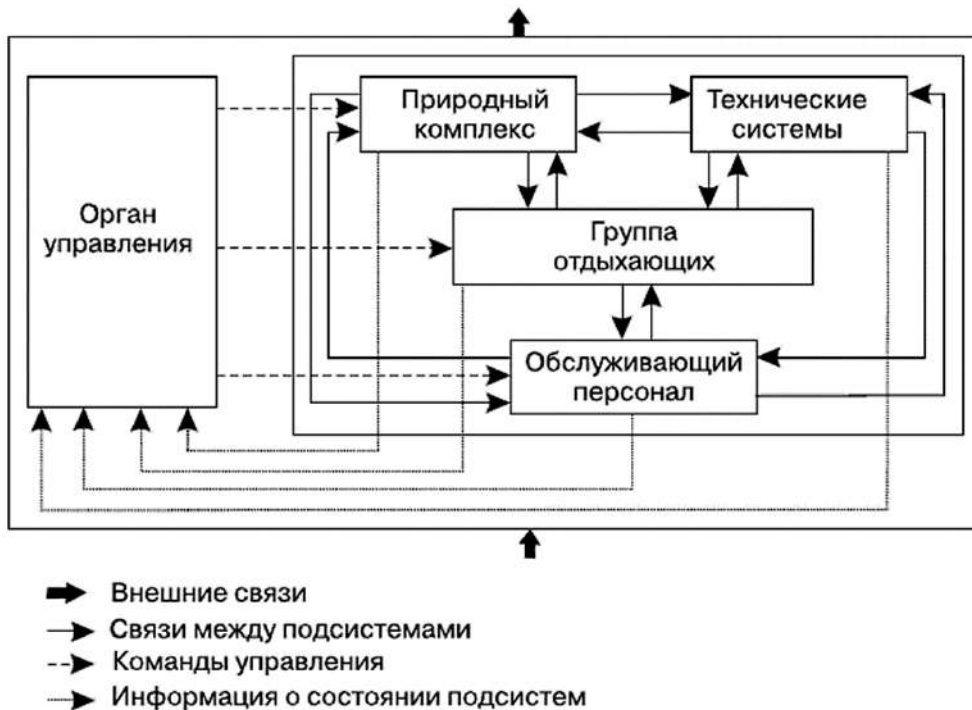 Природный
комплекс
Технические
системы
Орган
управления
Группа
отдыхающих
Обслуживающий
персонал
Внешние связи
Связи между подсистемами
Команды управления
Информация о состоянии подсистем